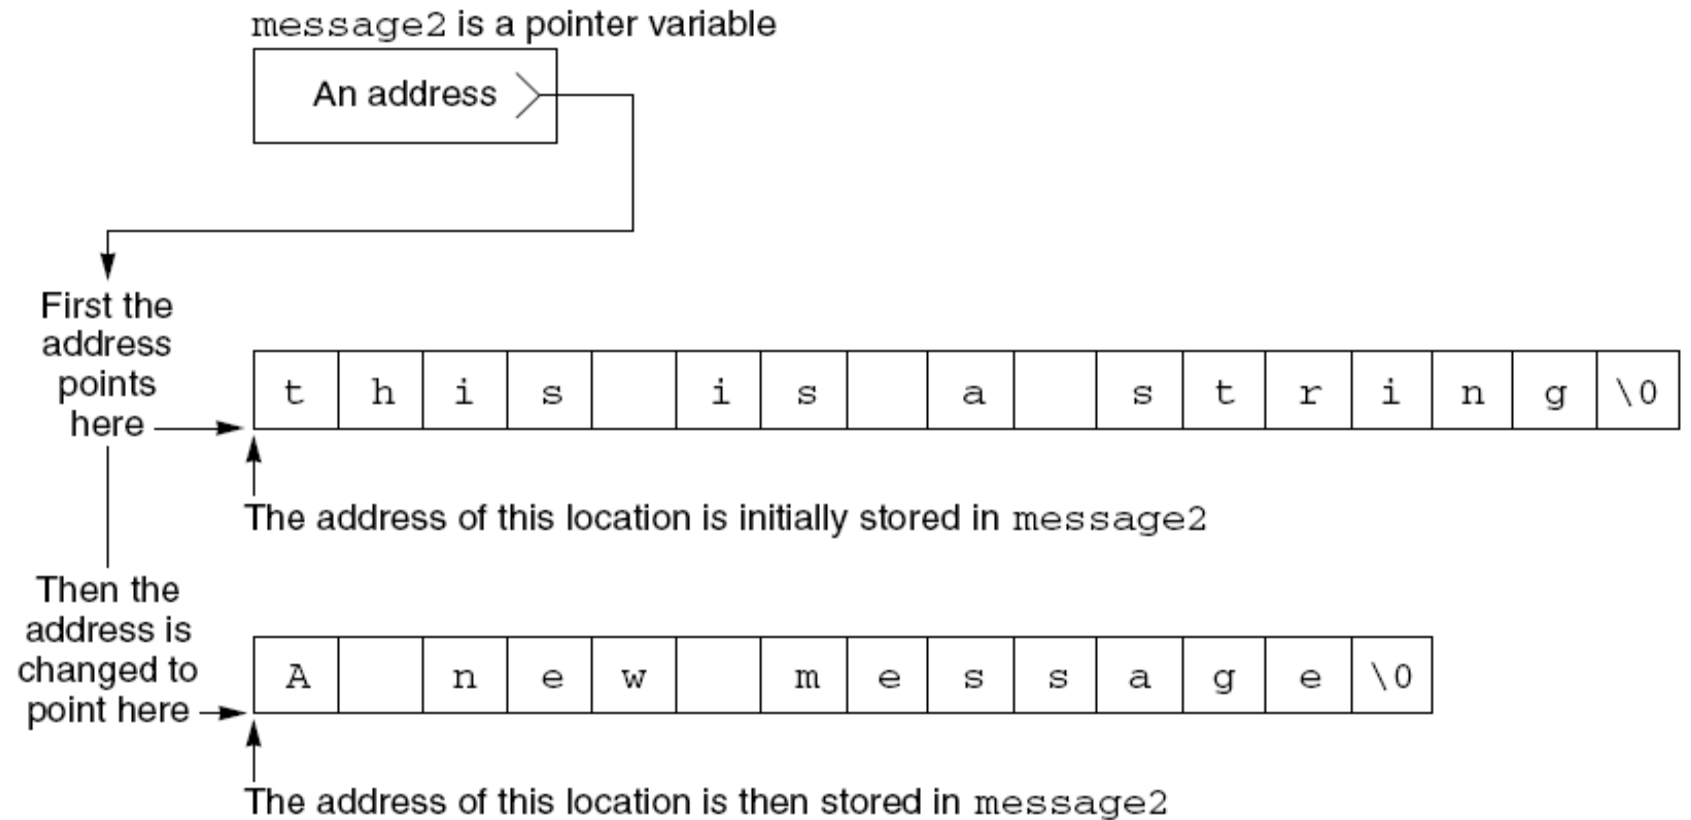 message2 is a pointer variable
An address
First the
address
points
here
t h i s   i s   a   s t r i n g \0
The address of this location is initially stored in message2
Then the
address is
changed to
point here
A   n e w   m e s s a g e \0
The address of this location is then stored in message2